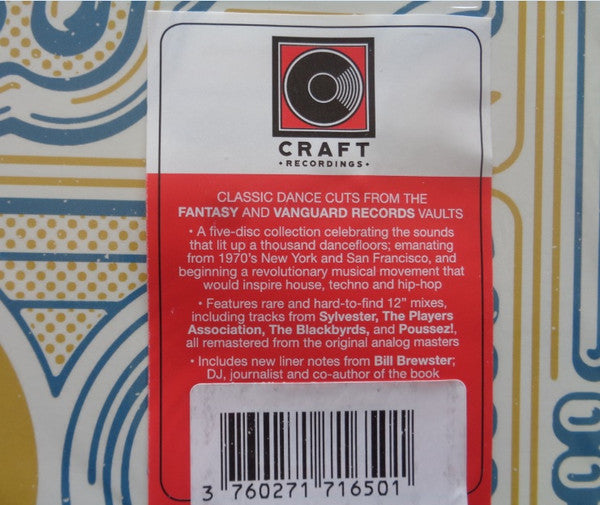 CRAFT
• RECORDINGS •
CLASSIC DANCE CUTS FROM THE
FANTASY AND VANGUARD RECORDS VAULTS
• A five-disc collection celebrating the sounds
that lit up a thousand dancefloors; emanating
from 1970's New York and San Francisco, and
beginning a revolutionary musical movement that
would inspire house, techno and hip-hop
• Features rare and hard-to-find 12" mixes,
including tracks from Sylvester, The Players
Association, The Blackbyrds, and Poussez!,
all remastered from the original analog masters
• Includes new liner notes from Bill Brewster;
DJ, journalist and co-author of the book
3 760271 716501